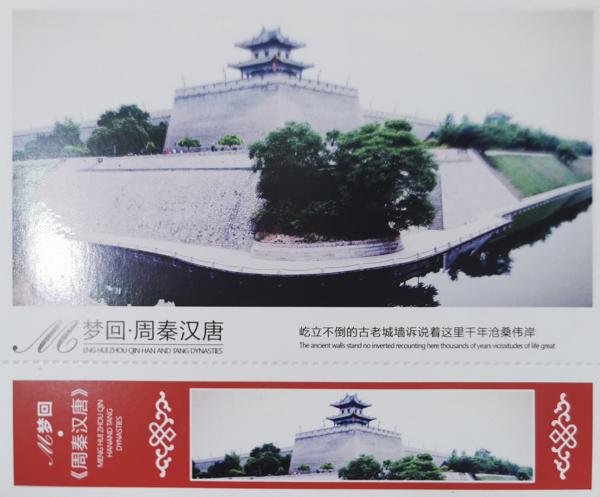 M 梦回·周秦汉唐
ENG HUI ZHOU QIN HAN AND TANG DYNASTIES
屹立不倒的古老城墙诉说着这里千年沧桑伟岸
The ancient walls stand no inverted recounting here thousands of years vicissitudes of life great
M梦回
·
《周秦汉唐》
MENG HUI ZHOU QIN
HANAND TANG
DYNASTIES